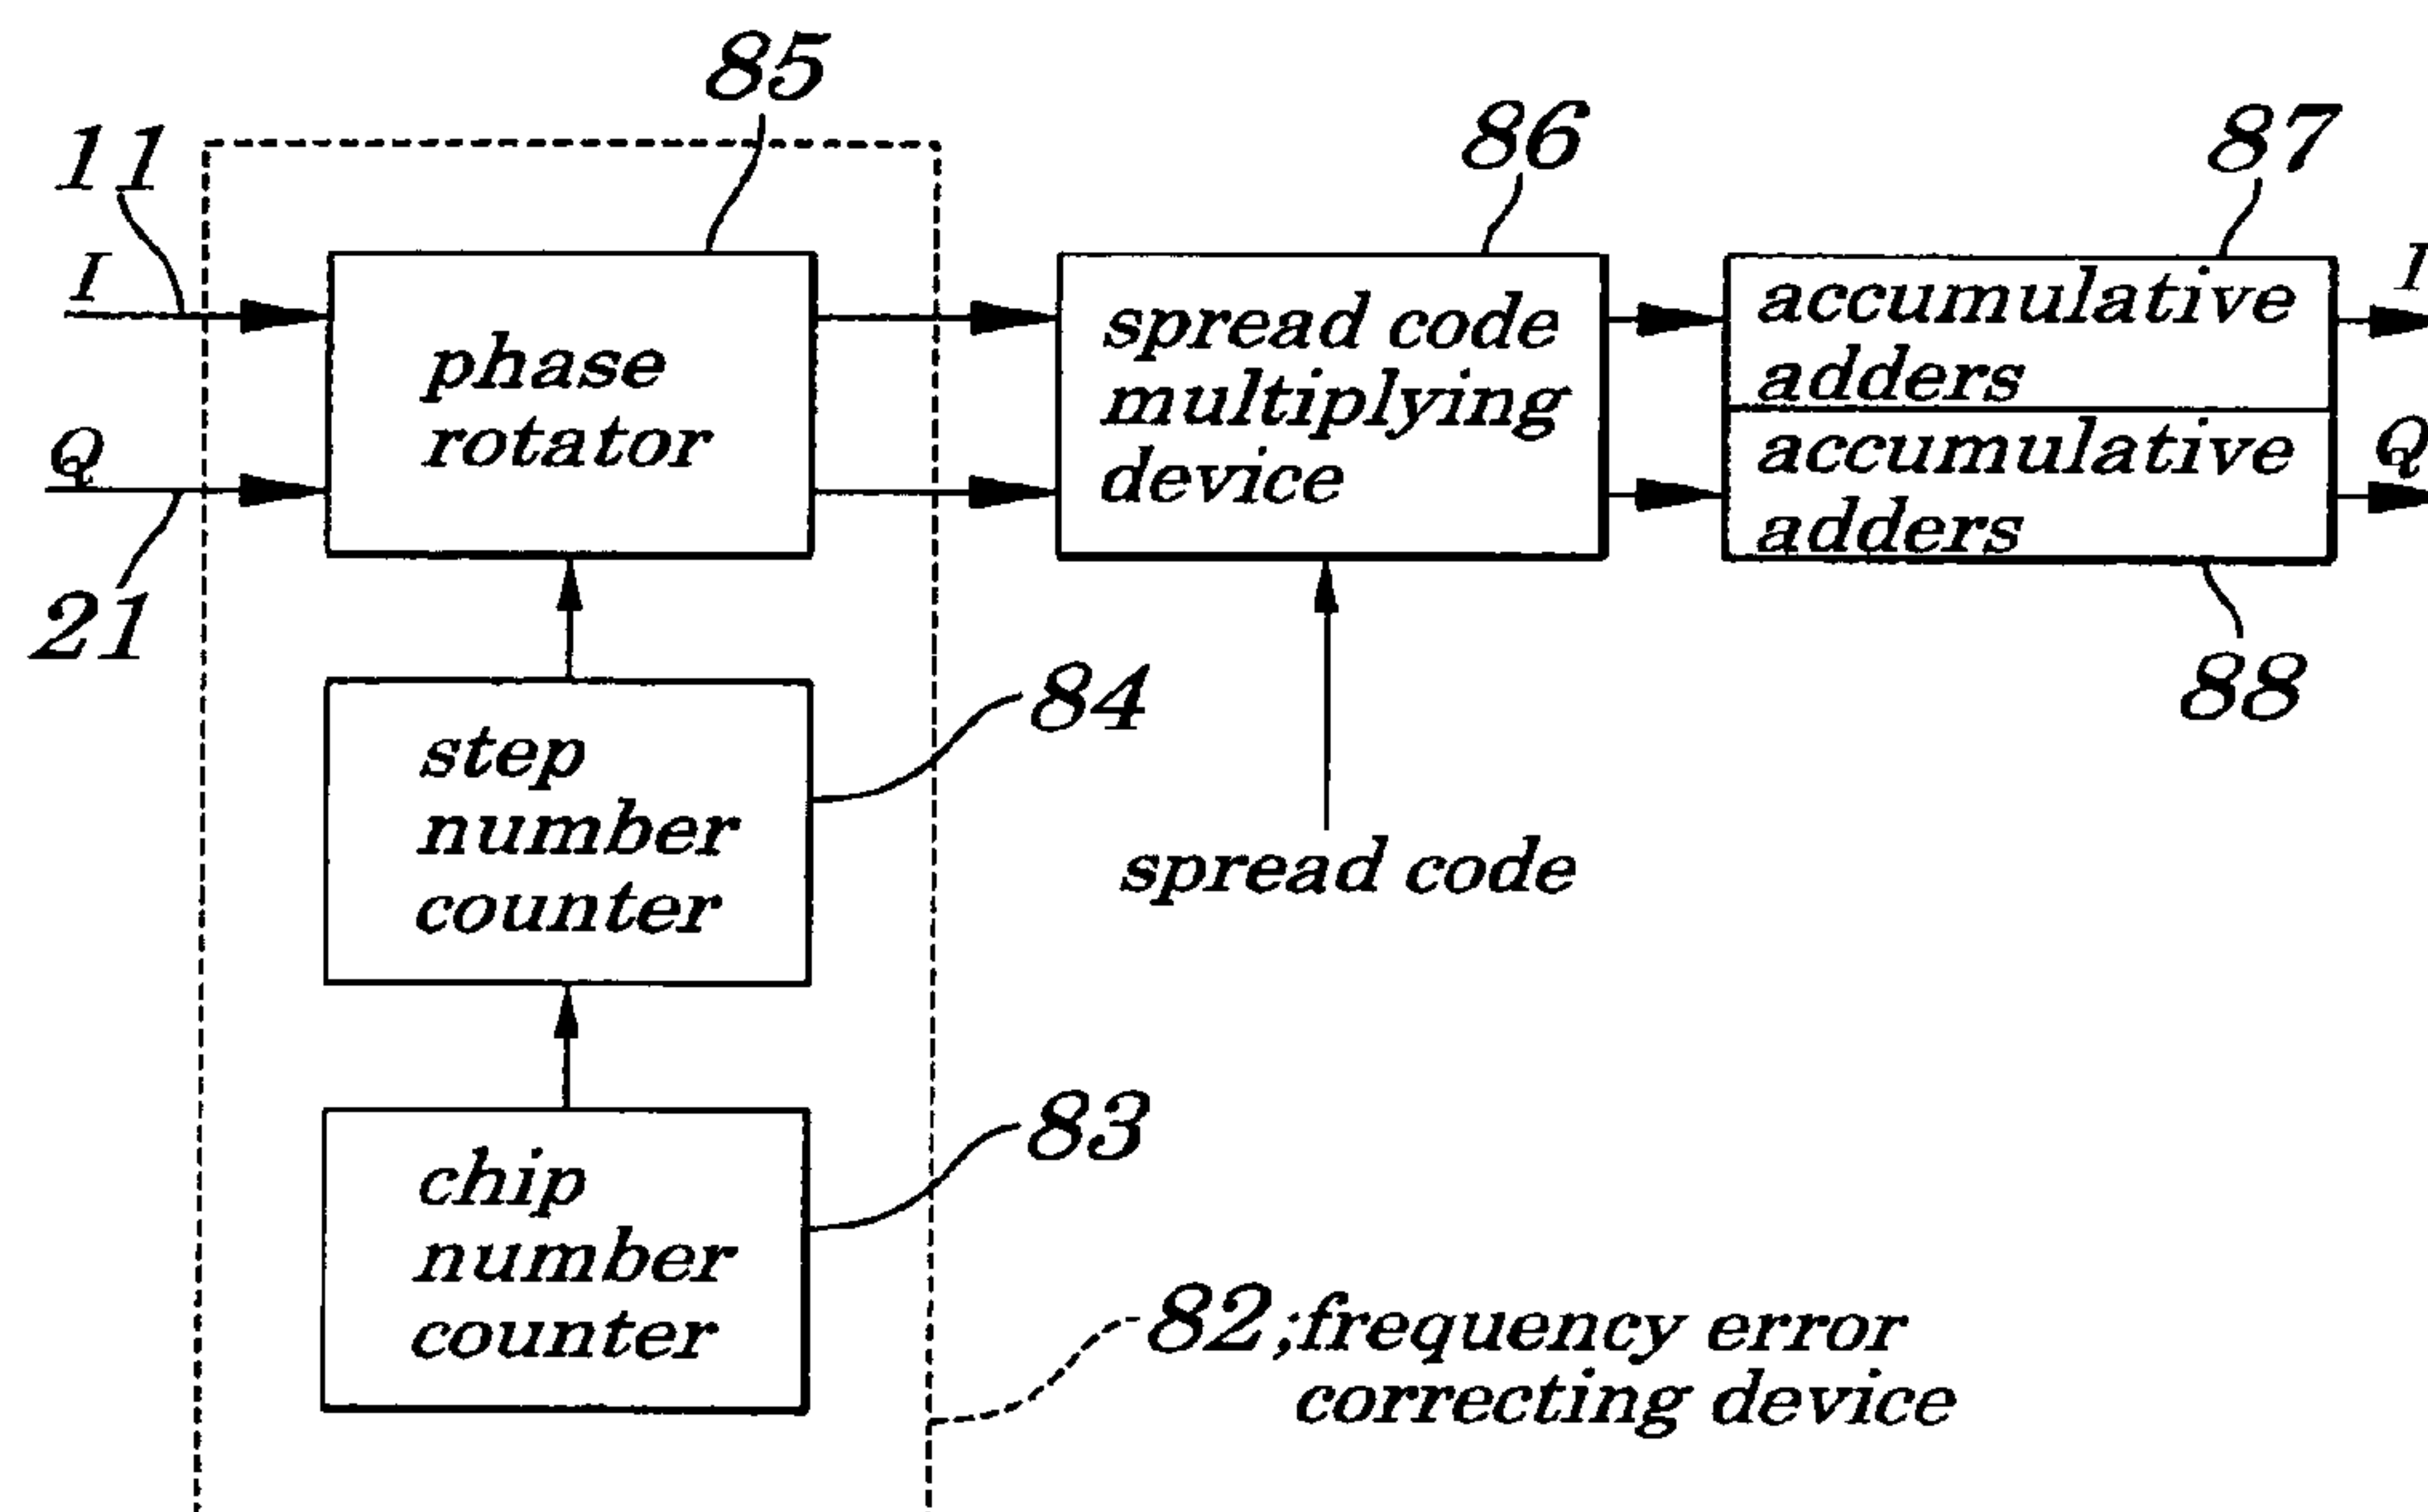 85
11
86
87
I
I
phase
rotator
spread code
multiplying
device
accumulative
adders
accumulative
adders
Q
Q
21
88
84
step
number
counter
spread code
83
chip
number
counter
82;frequency error
correcting device